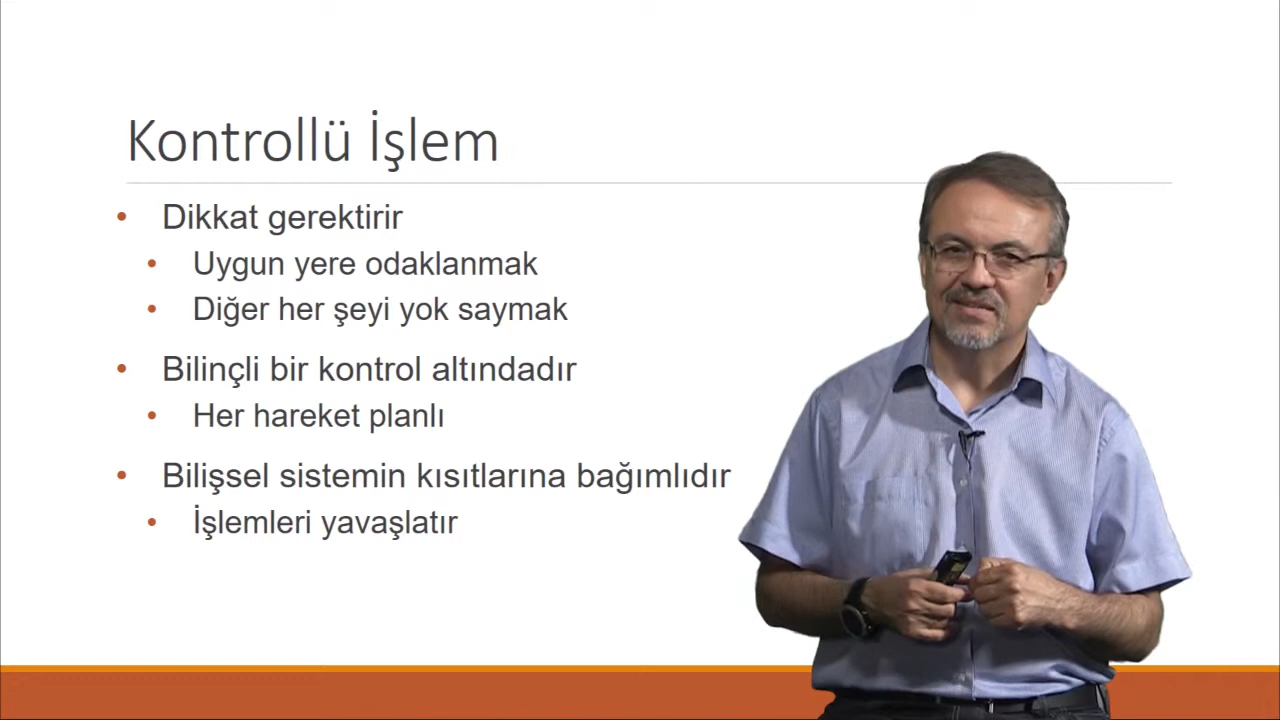 Kontrollü İşlem
• Dikkat gerektirir
• Uygun yere odaklanmak
• Diğer her şeyi yok saymak
• Bilinçli bir kontrol altındadır
• Her hareket planlı
• Bilişsel sistemin kısıtlarına bağımlıdır
• İşlemleri yavaşlatır